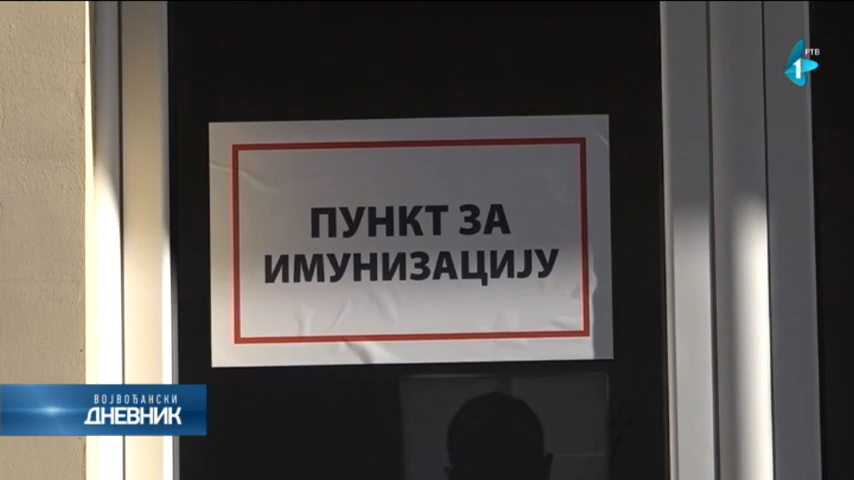 РТВ
1
ПУНКТ ЗА
ИМУНИЗАЦИЈУ
ВОЈВОЂАНСКИ
ДНЕВНИК